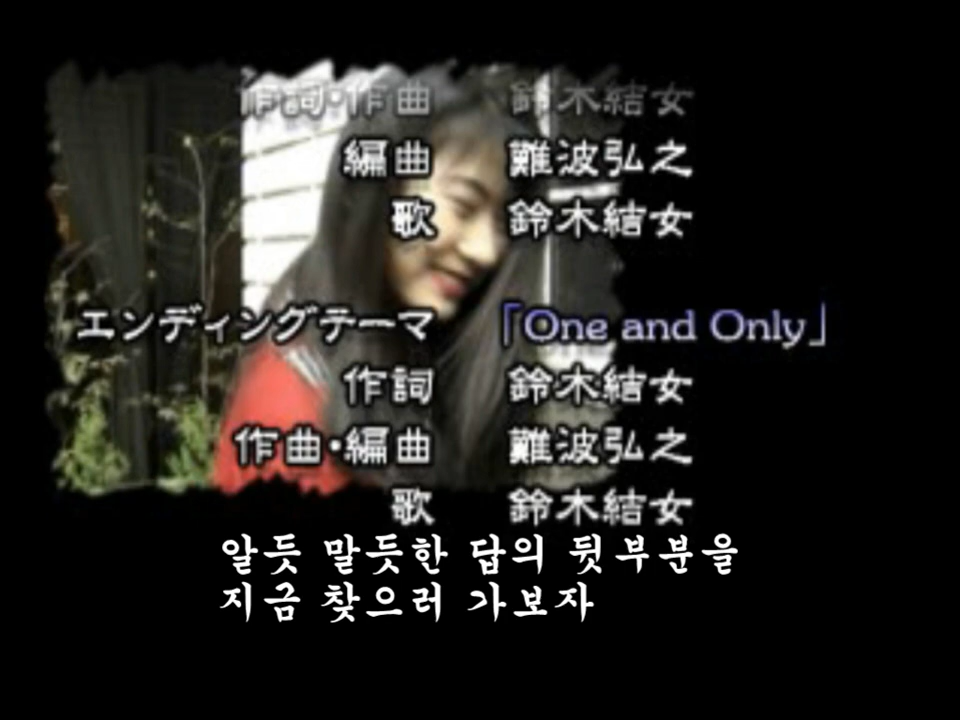 作詞・作曲 鈴木結女
編曲 難波弘之
歌 鈴木結女
エンディングテーマ 「One and Only」
作詞 鈴木結女
作曲・編曲 難波弘之
歌 鈴木結女
알듯 말듯한 답의 뒷부분을
지금 찾으러 가보자